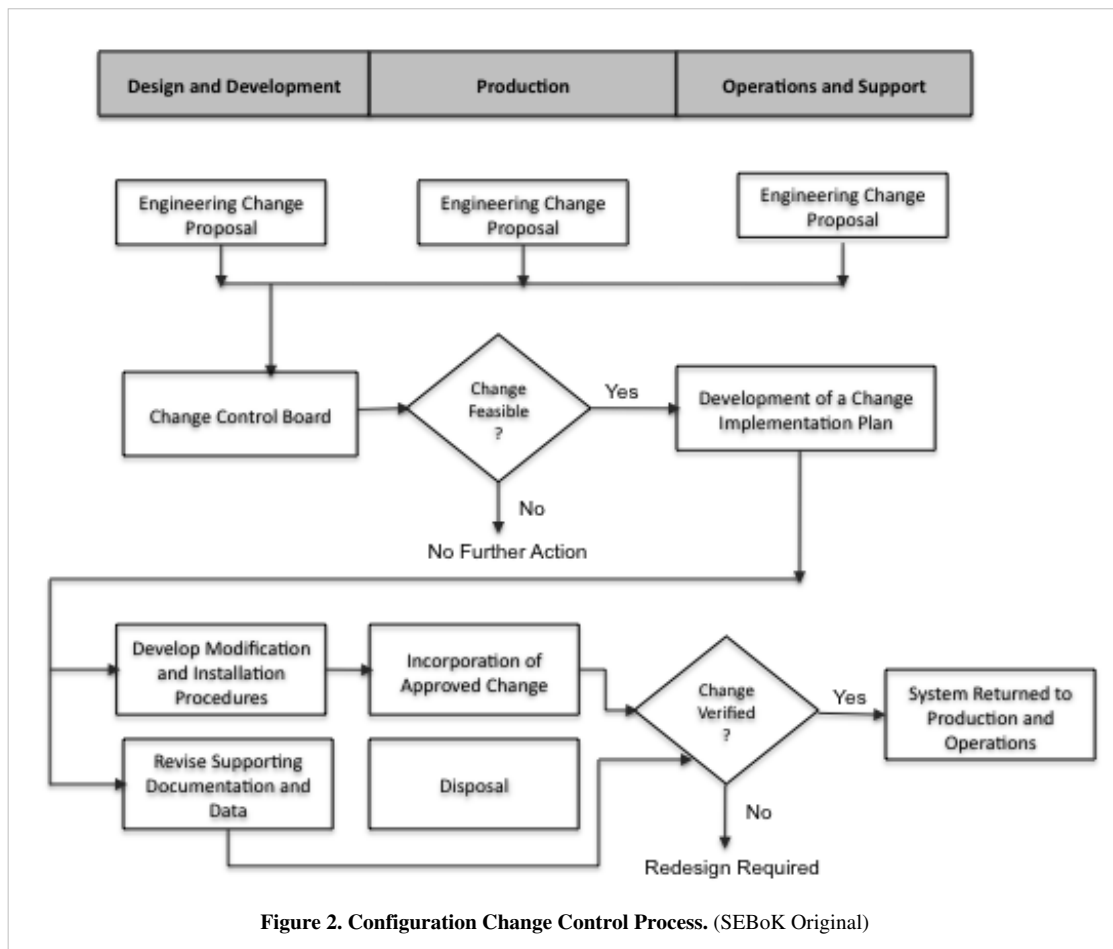 Design and Development
Production
Operations and Support
Engineering Change
Proposal
Engineering Change
Proposal
Engineering Change
Proposal
Change Control Board
Change
Feasible
?
Yes
Development of a Change
Implementation Plan
No
No Further Action
Develop Modification
and Installation
Procedures
Incorporation of
Approved Change
Change
Verified
?
Yes
System Returned to
Production and
Operations
Revise Supporting
Documentation and
Data
Disposal
No
Redesign Required
Figure 2. Configuration Change Control Process. (SEBoK Original)